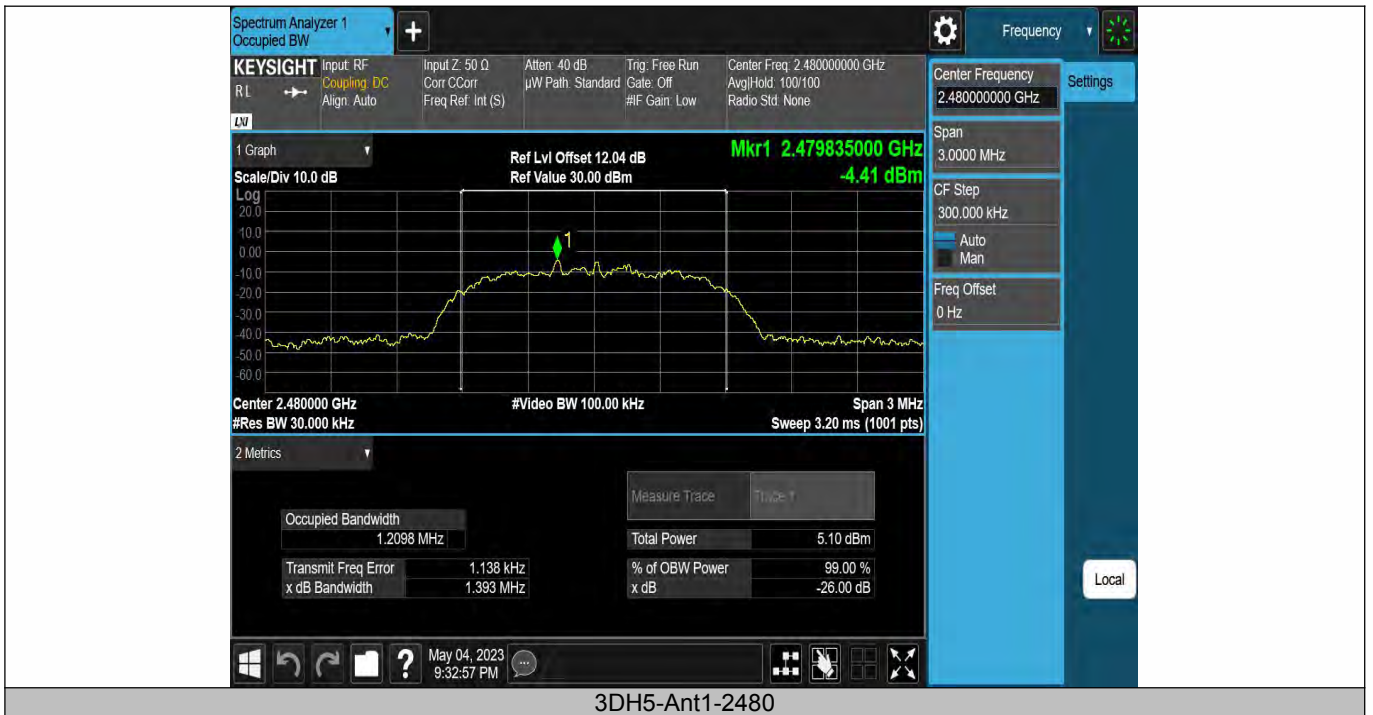 Spectrum Analyzer 1
Occupied BW
Frequency
KEYSIGHT
Input: RF
Coupling: DC
Align: Auto
Input Z: 50 Ω
Corr CCorr
Freq Ref: Int (S)
Atten: 40 dB
µW Path: Standard
Trig: Free Run
Gate: Off
#IF Gain: Low
Center Freq: 2.480000000 GHz
Avg|Hold: 100/100
Radio Std: None
RL
LXI
Center Frequency
2.480000000 GHz
Settings
Span
3.0000 MHz
CF Step
300.000 kHz
Auto
Man
Freq Offset
0 Hz
1 Graph
Ref Lvl Offset 12.04 dB
Mkr1 2.479835000 GHz
Scale/Div 10.0 dB
Ref Value 30.00 dBm
-4.41 dBm
Log
20.0
10.0
0.00
-10.0
-20.0
-30.0
-40.0
-50.0
-60.0
1
Center 2.480000 GHz
#Video BW 100.00 kHz
Span 3 MHz
#Res BW 30.000 kHz
Sweep 3.20 ms (1001 pts)
2 Metrics
Measure Trace
Trace 1
Occupied Bandwidth
1.2098 MHz
Total Power
5.10 dBm
Transmit Freq Error
1.138 kHz
% of OBW Power
99.00 %
x dB Bandwidth
1.393 MHz
x dB
-26.00 dB
Local
?
May 04, 2023
9:32:57 PM
3DH5-Ant1-2480